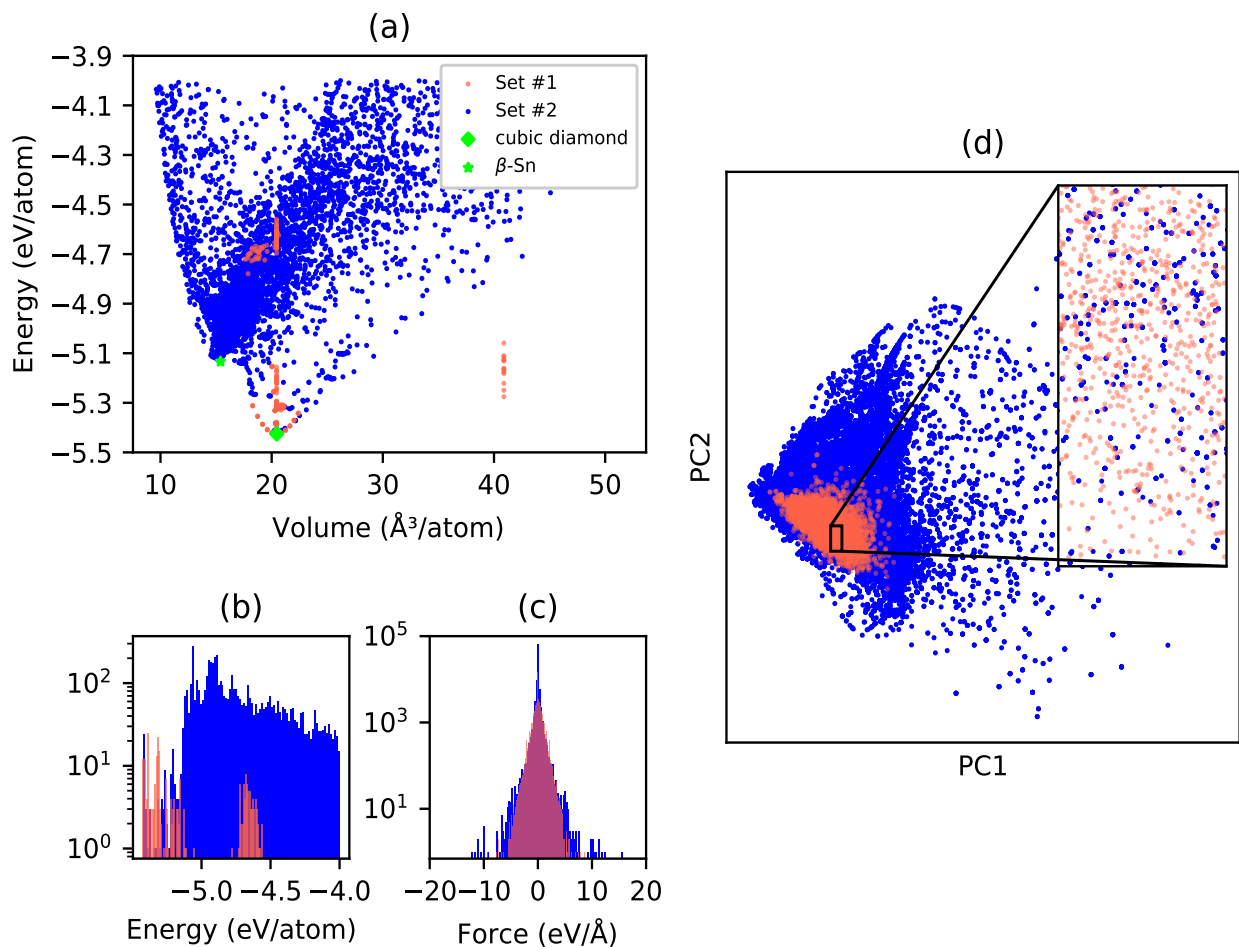 (a)
−3.9
−4.1
−4.3
−4.5
−4.7
−4.9
−5.1
−5.3
−5.5
Energy (eV/atom)
Set #1
Set #2
cubic diamond
β-Sn
10
20
30
40
50
Volume (Å³/atom)
(d)
PC2
PC1
(b)
10²
10¹
10⁰
−5.0
−4.5
−4.0
Energy (eV/atom)
(c)
10⁵
10³
10¹
−20
−10
0
10
20
Force (eV/Å)